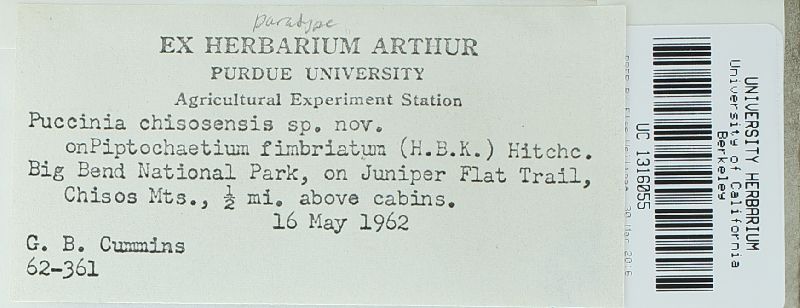 paratype
EX HERBARIUM ARTHUR
PURDUE UNIVERSITY
Agricultural Experiment Station
Puccinia chisosensis sp. nov.
onPiptochaetium fimbriatum (H.B.K.) Hitchc.
Big Bend National Park, on Juniper Flat Trail,
Chisos Mts., ½ mi. above cabins.
16 May 1962
G. B. Cummins
62-361
UC 1316055
UNIVERSITY HERBARIUM
University of California
Berkeley